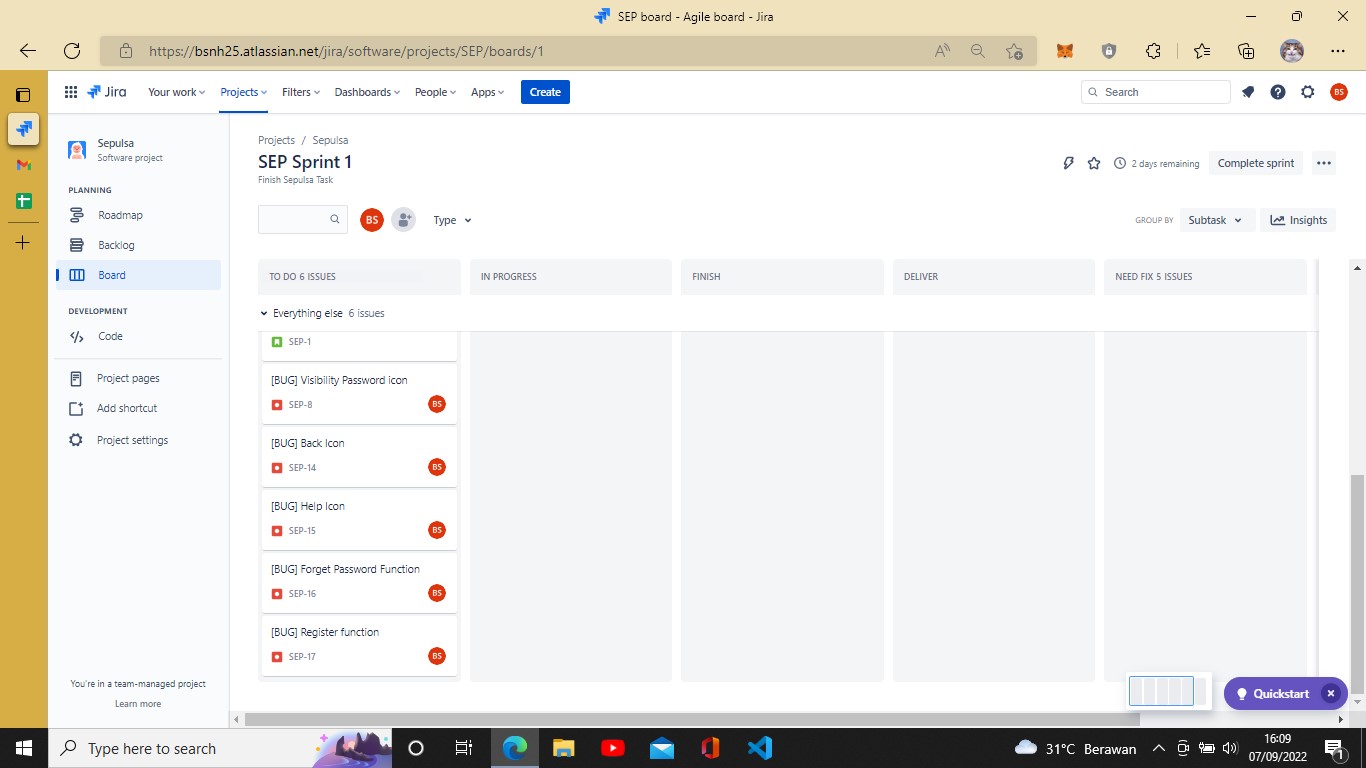 SEP board - Agile board - Jira
https://bsnh25.atlassian.net/jira/software/projects/SEP/boards/1
Jira
Your work
Projects
Filters
Dashboards
People
Apps
Create
Search
BS
Sepulsa
Software project
PLANNING
Roadmap
Backlog
Board
DEVELOPMENT
Code
Project pages
Add shortcut
Project settings
You're in a team-managed project
Learn more
Projects / Sepulsa
SEP Sprint 1
Finish Sepulsa Task
2 days remaining
Complete sprint
BS
Type
GROUP BY
Subtask
Insights
TO DO 6 ISSUES
IN PROGRESS
FINISH
DELIVER
NEED FIX 5 ISSUES
Everything else 6 issues
SEP-1
[BUG] Visibility Password icon
SEP-8
BS
[BUG] Back Icon
SEP-14
BS
[BUG] Help Icon
SEP-15
BS
[BUG] Forget Password Function
SEP-16
BS
[BUG] Register function
SEP-17
BS
Quickstart
Type here to search
31°C Berawan
16:09
07/09/2022
1